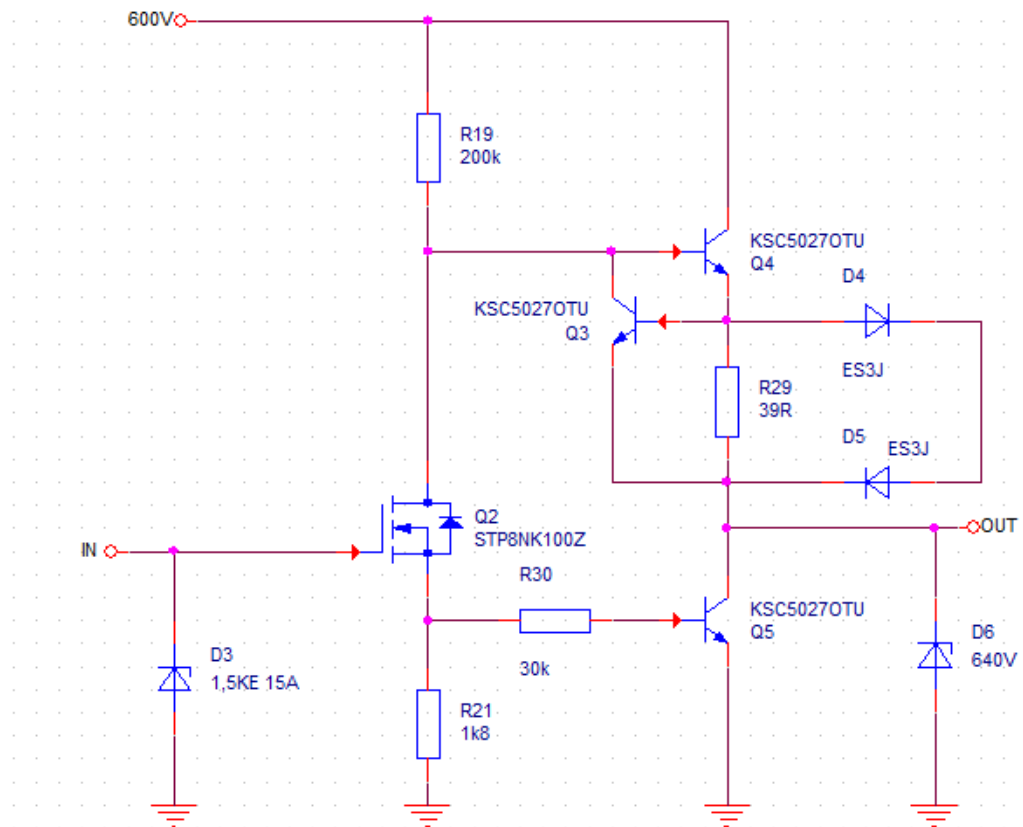 600V
R19
200k
KSC5027OTU
Q4
D4
KSC5027OTU
Q3
R29
39R
ES3J
D5
ES3J
Q2
STP8NK100Z
IN
OUT
R30
30k
KSC5027OTU
Q5
D6
640V
D3
1,5KE 15A
R21
1k8